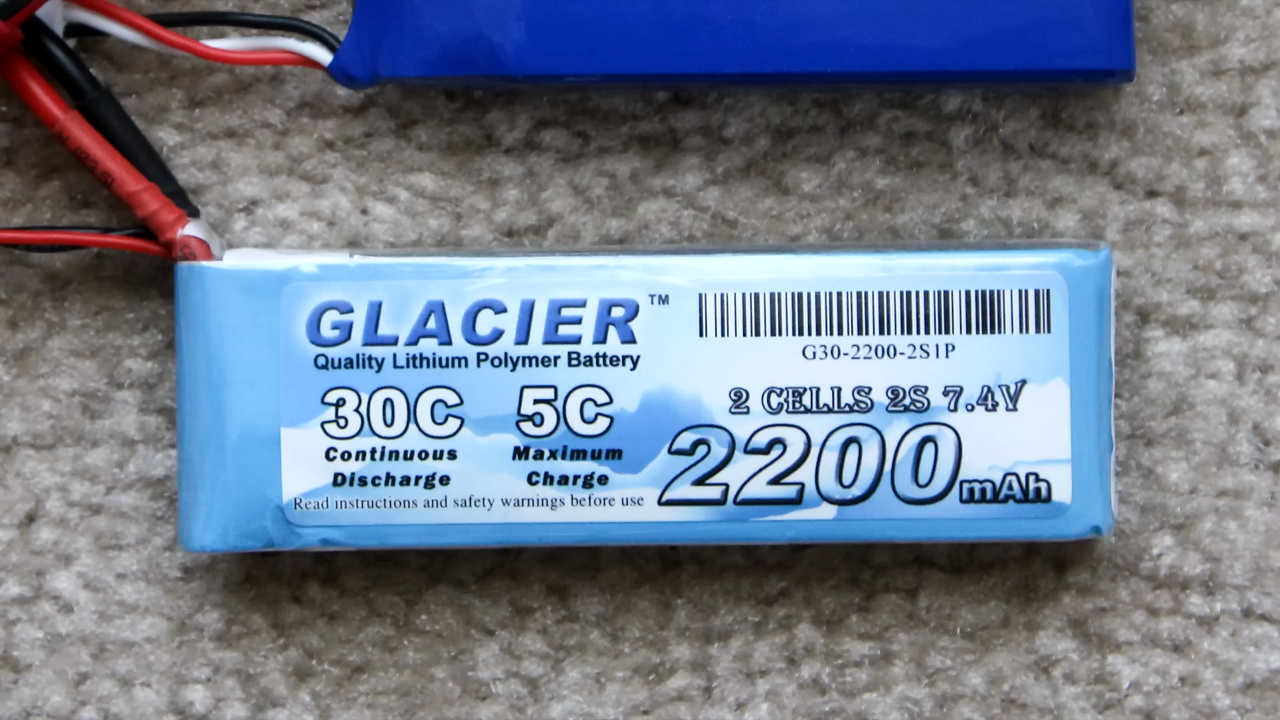 GLACIER™
Quality Lithium Polymer Battery
G30-2200-2S1P
30C 5C
Continuous Maximum
Discharge Charge
Read instructions and safety warnings before use
2 CELLS 2S 7.4V
2200mAh